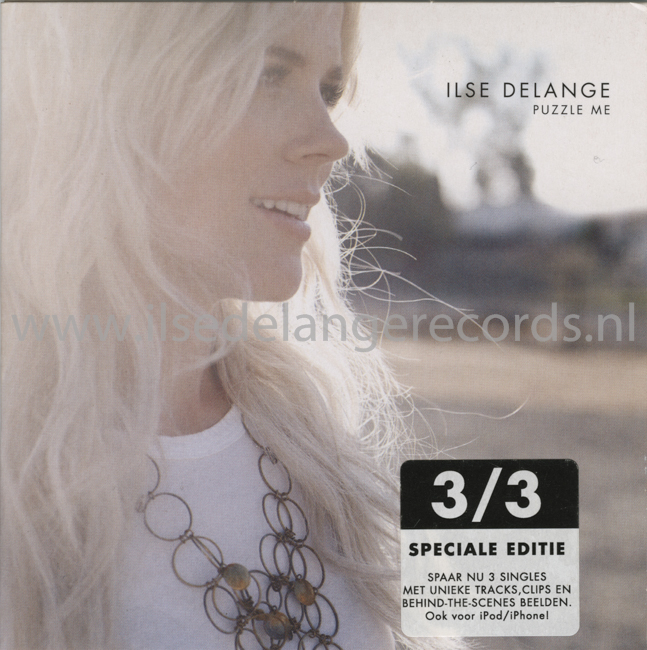 ILSE DELANGE
PUZZLE ME
www.ilsedelangerecords.nl
3/3
SPECIALE EDITIE
SPAAR NU 3 SINGLES
MET UNIEKE TRACKS,CLIPS EN
BEHIND-THE-SCENES BEELDEN.
Ook voor iPod/iPhone!